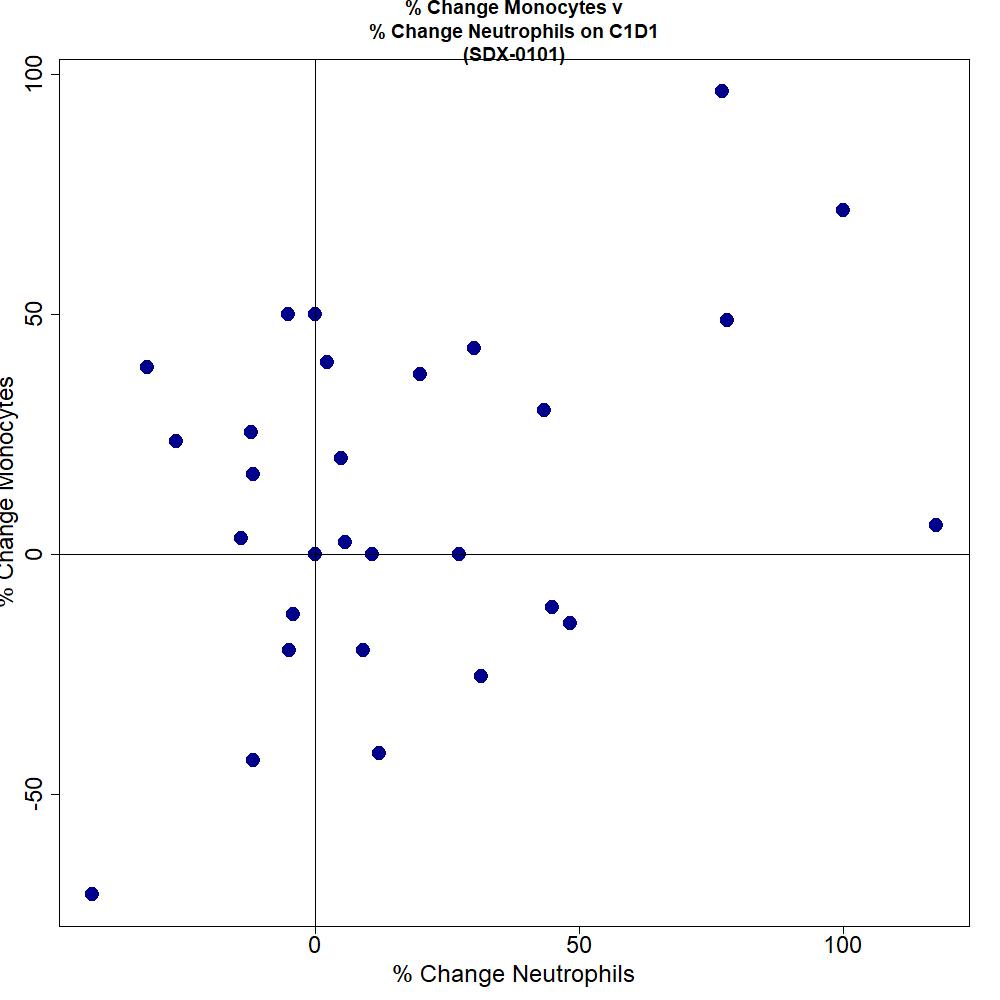 % Change Monocytes v
% Change Neutrophils on C1D1
(SDX-0101)
100
50
0
-50
% Change Monocytes
0
50
100
% Change Neutrophils